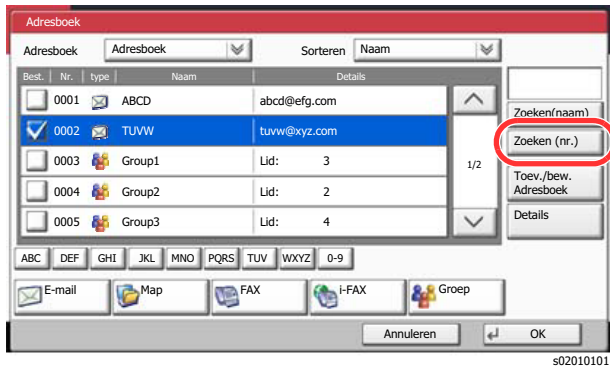 Adresboek
Adresboek Adresboek Sorteren Naam
Best. Nr. type Naam Details
0001 ABCD abcd@efg.com
0002 TUVW tuvw@xyz.com
0003 Group1 Lid: 3
0004 Group2 Lid: 2
0005 Group3 Lid: 4
1/2
Zoeken(naam)
Zoeken (nr.)
Toev./bew.
Adresboek
Details
ABC DEF GHI JKL MNO PQRS TUV WXYZ 0-9
E-mail Map FAX i-FAX Groep
Annuleren OK
s02010101